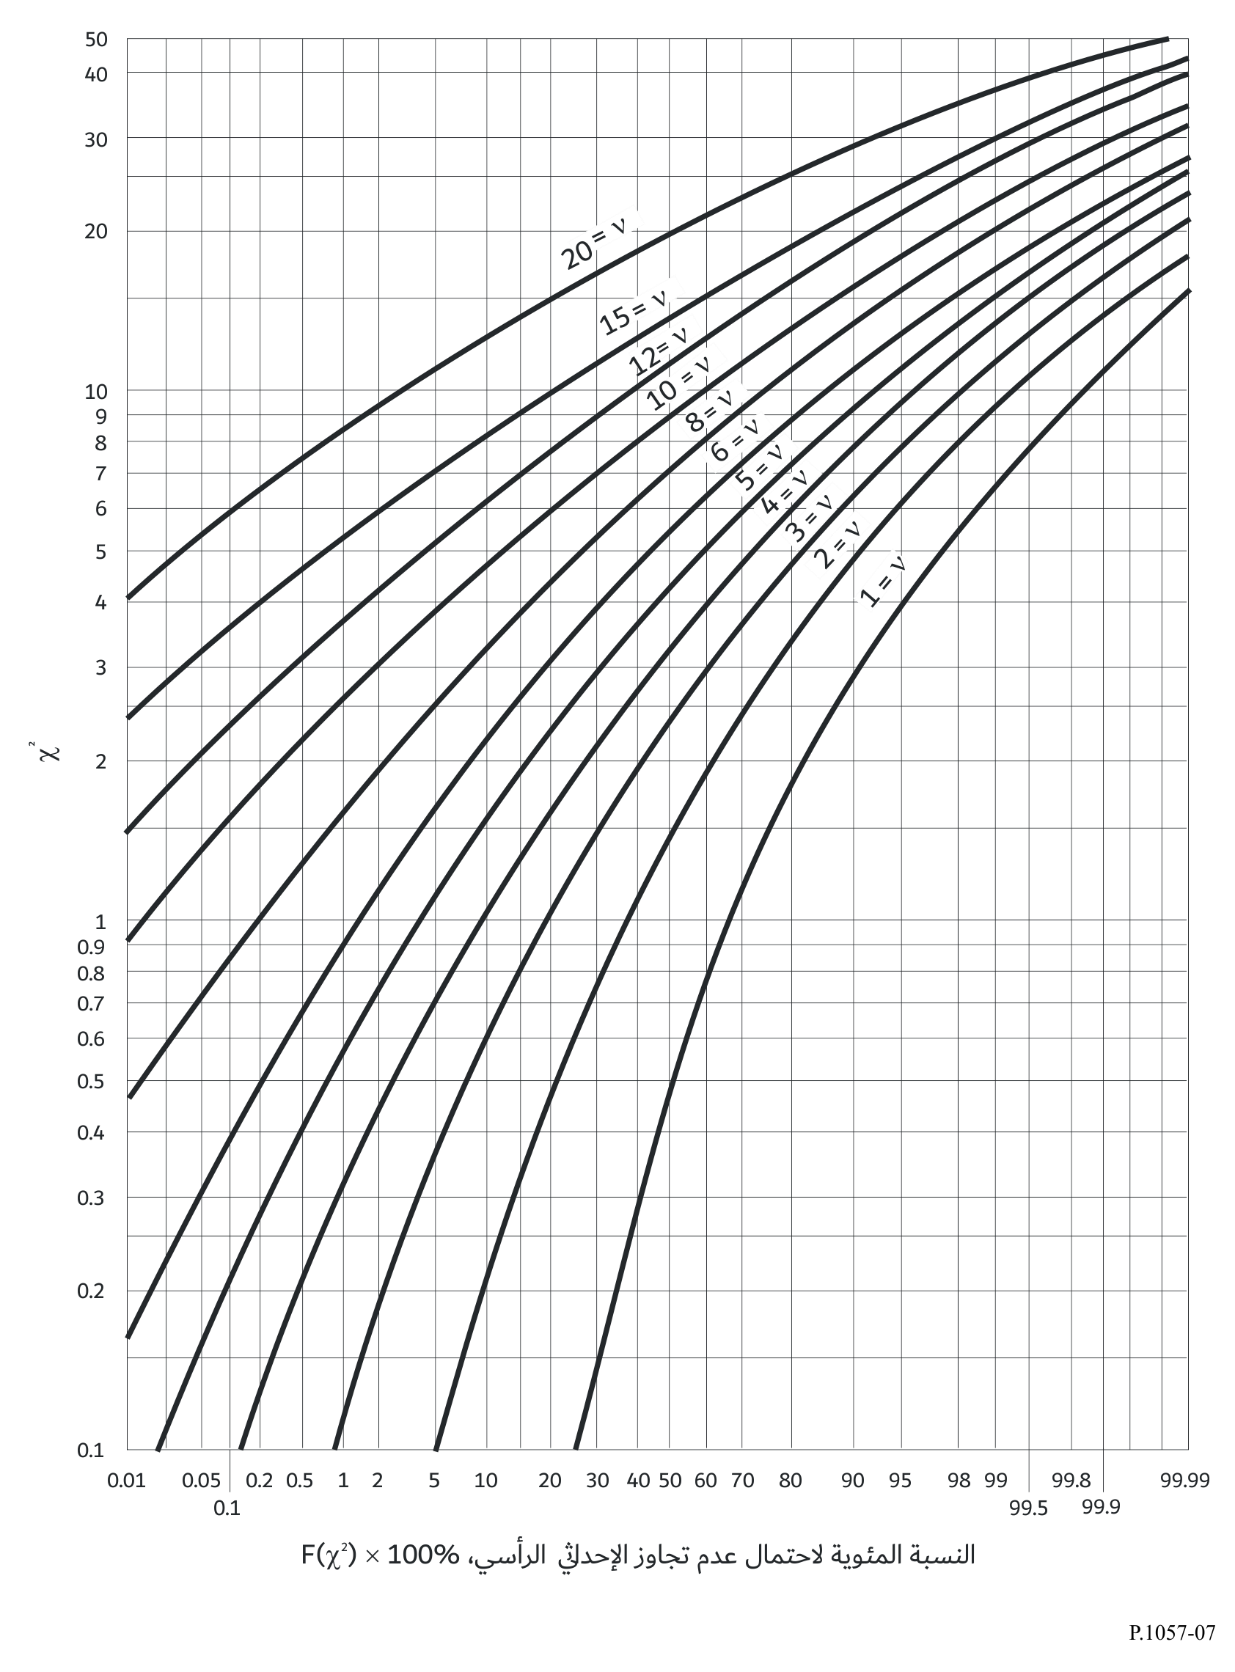 50
40
30
20
10
9
8
7
6
5
4
3
2
1
0.9
0.8
0.7
0.6
0.5
0.4
0.3
0.2
0.1
χ²
20 = ν
15 = ν
12 = ν
10 = ν
8 = ν
6 = ν
5 = ν
4 = ν
3 = ν
2 = ν
1 = ν
0.01 0.05 0.2 0.5 1 2 5 10 20 30 40 50 60 70 80 90 95 98 99 99.8 99.99
0.1 99.5 99.9
النسبة المئوية لاحتمال عدم تجاوز الإحداثي الرأسي، F(χ²) × 100%
P.1057-07